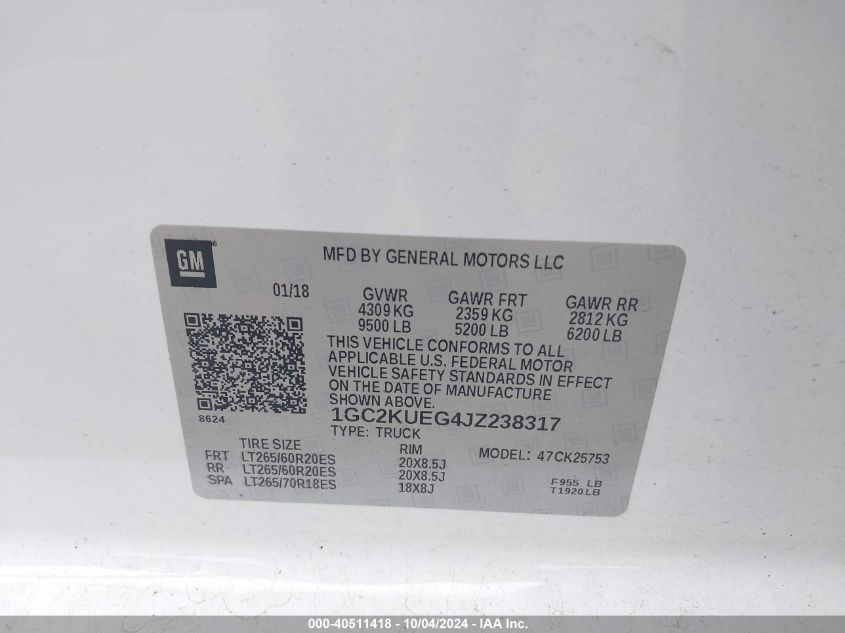 GM
MFD BY GENERAL MOTORS LLC
01/18
GVWR GAWR FRT GAWR RR
4309 KG 2359 KG 2812 KG
9500 LB 5200 LB 6200 LB
THIS VEHICLE CONFORMS TO ALL
APPLICABLE U.S. FEDERAL MOTOR
VEHICLE SAFETY STANDARDS IN EFFECT
ON THE DATE OF MANUFACTURE
SHOWN ABOVE.
8624
1GC2KUEG4JZ238317
TYPE: TRUCK
TIRE SIZE RIM MODEL: 47CK25753
FRT LT265/60R20ES 20X8.5J
RR LT265/60R20ES 20X8.5J F955 LB
SPA LT265/70R18ES 18X8J T1920LB
000-40511418 - 10/04/2024 - IAA Inc.